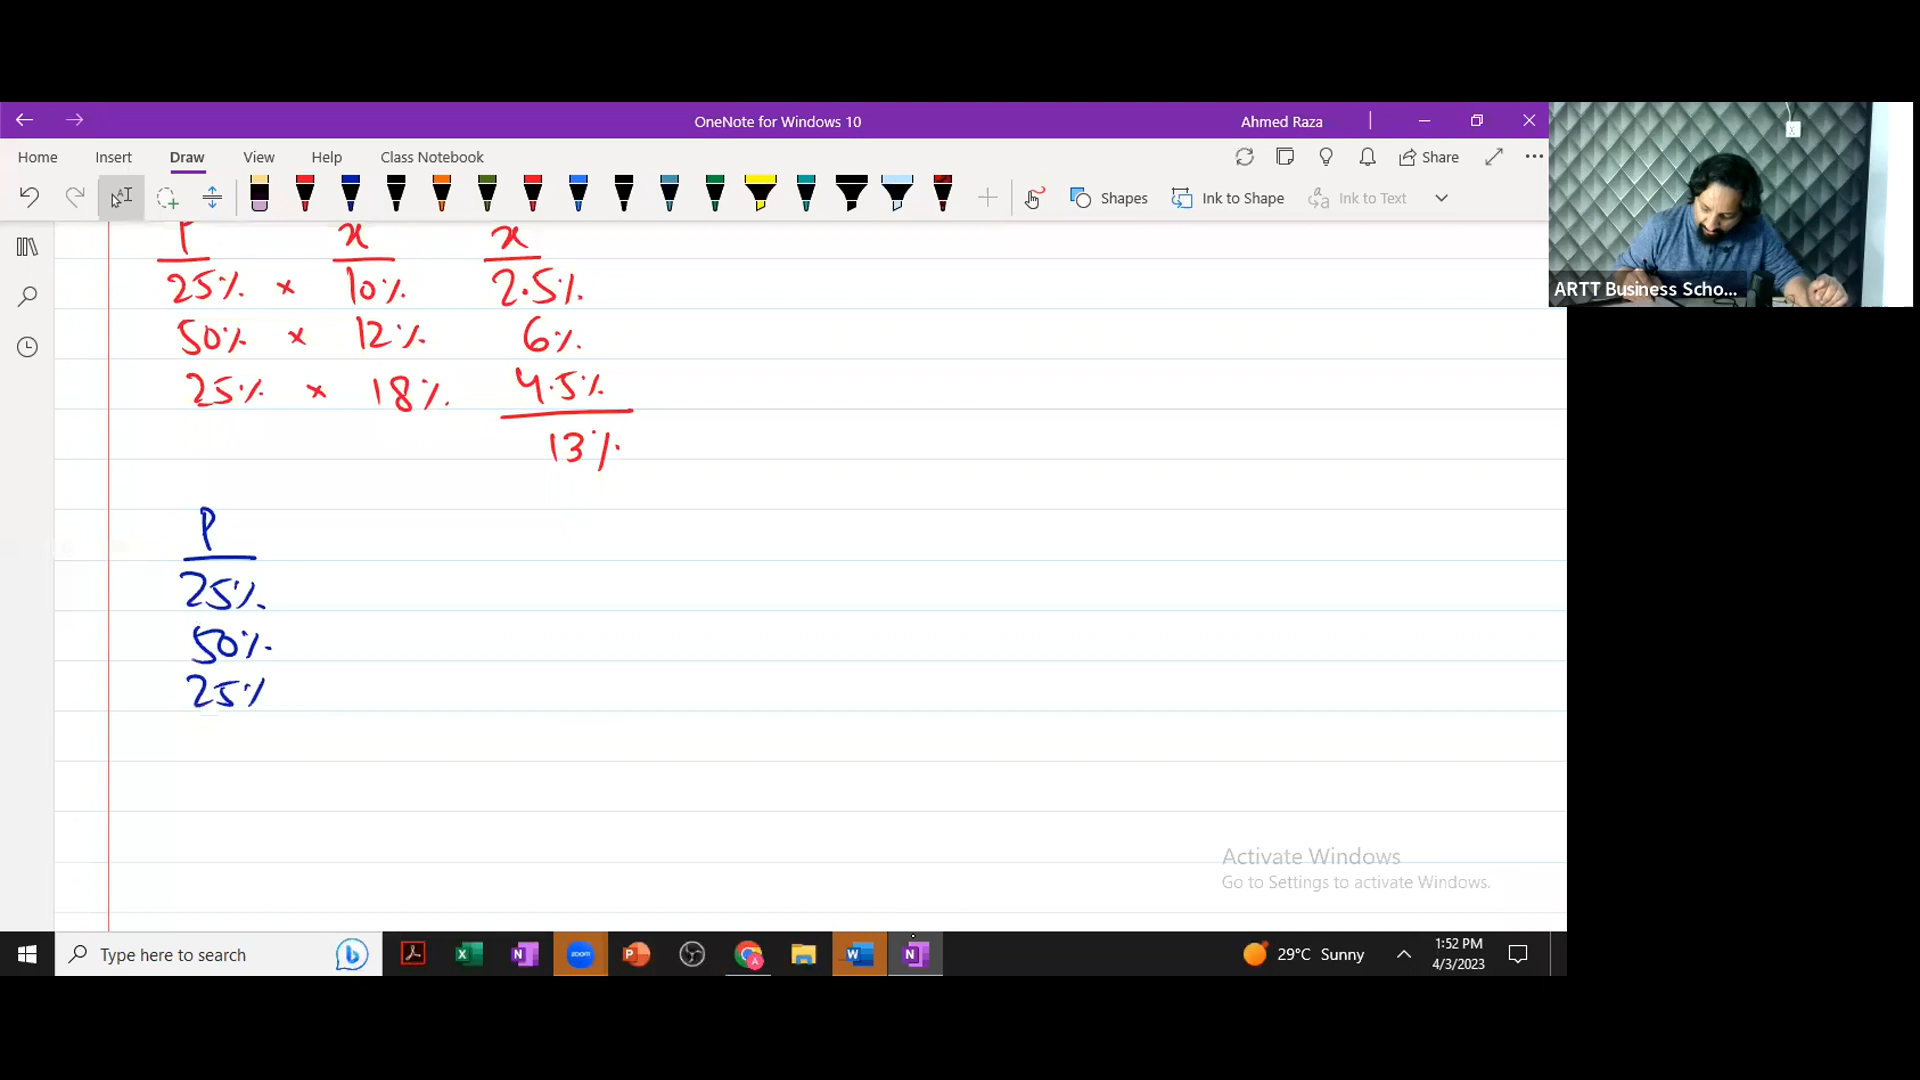 OneNote for Windows 10
Ahmed Raza
Home Insert Draw View Help Class Notebook
Share
Shapes Ink to Shape Ink to Text
P x x
25% × 10% 2.5%
50% × 12% 6%
25% × 18% 4.5%
13%
P
25%
50%
25%
ARTT Business Scho...
Activate Windows
Go to Settings to activate Windows.
Type here to search
zoom
29°C Sunny
1:52 PM
4/3/2023